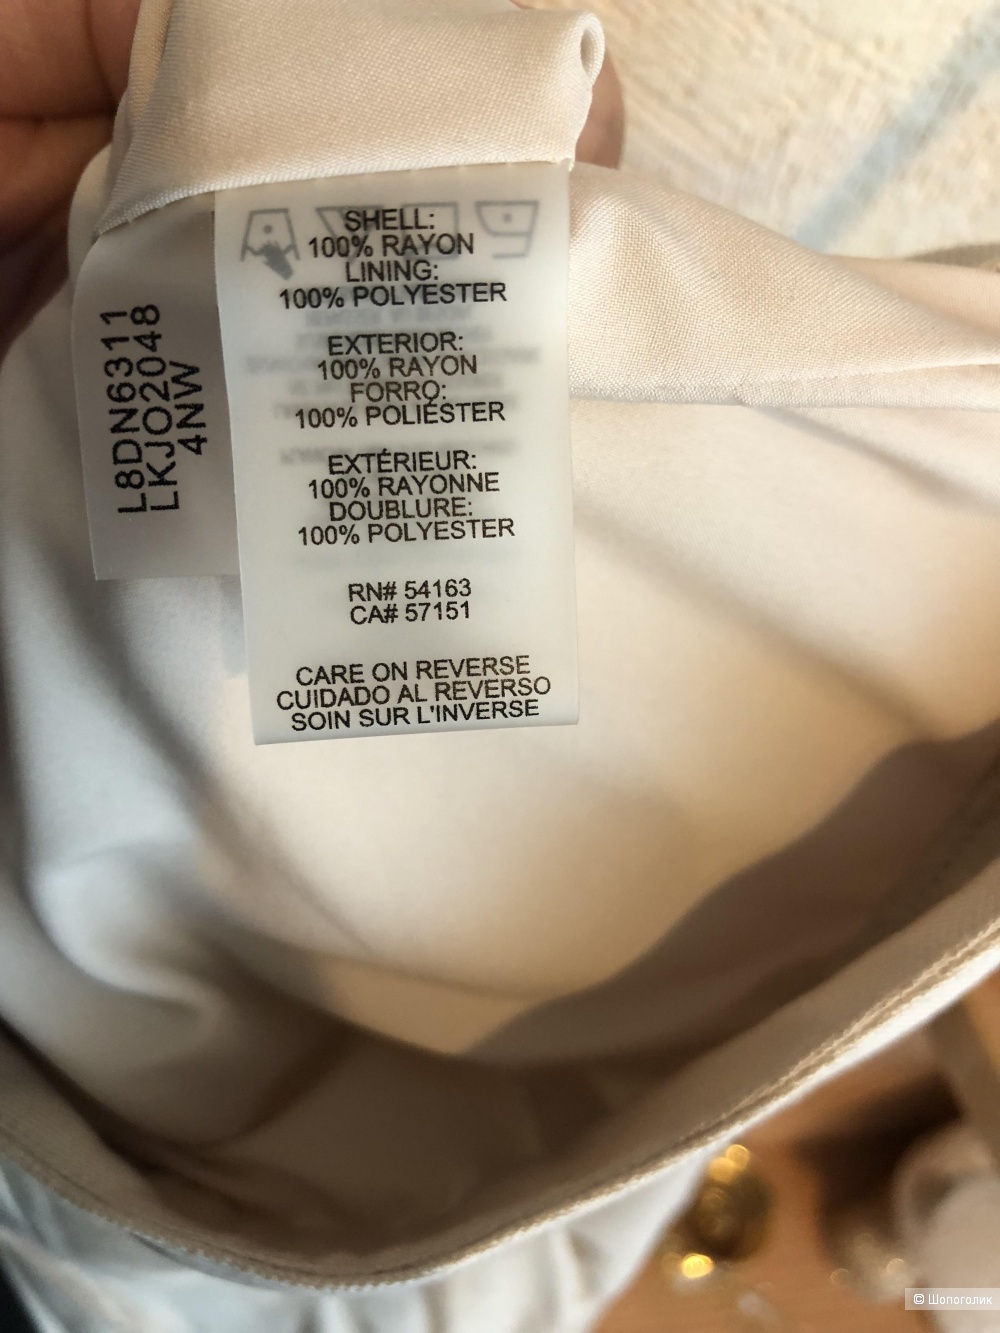 SHELL:
100% RAYON
LINING:
100% POLYESTER
EXTERIOR:
100% RAYON
FORRO:
100% POLIÉSTER
EXTÉRIEUR:
100% RAYONNE
DOUBLURE:
100% POLYESTER
RN# 54163
CA# 57151
CARE ON REVERSE
CUIDADO AL REVERSO
SOIN SUR L'INVERSE
L8DN6311
LKJO2048
4NW
© Шопоголик